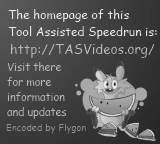 The homepage of this
Tool Assisted Speedrun is:
http://TASVideos.org/
Visit there
for more
information
and updates
Encoded by Flygon